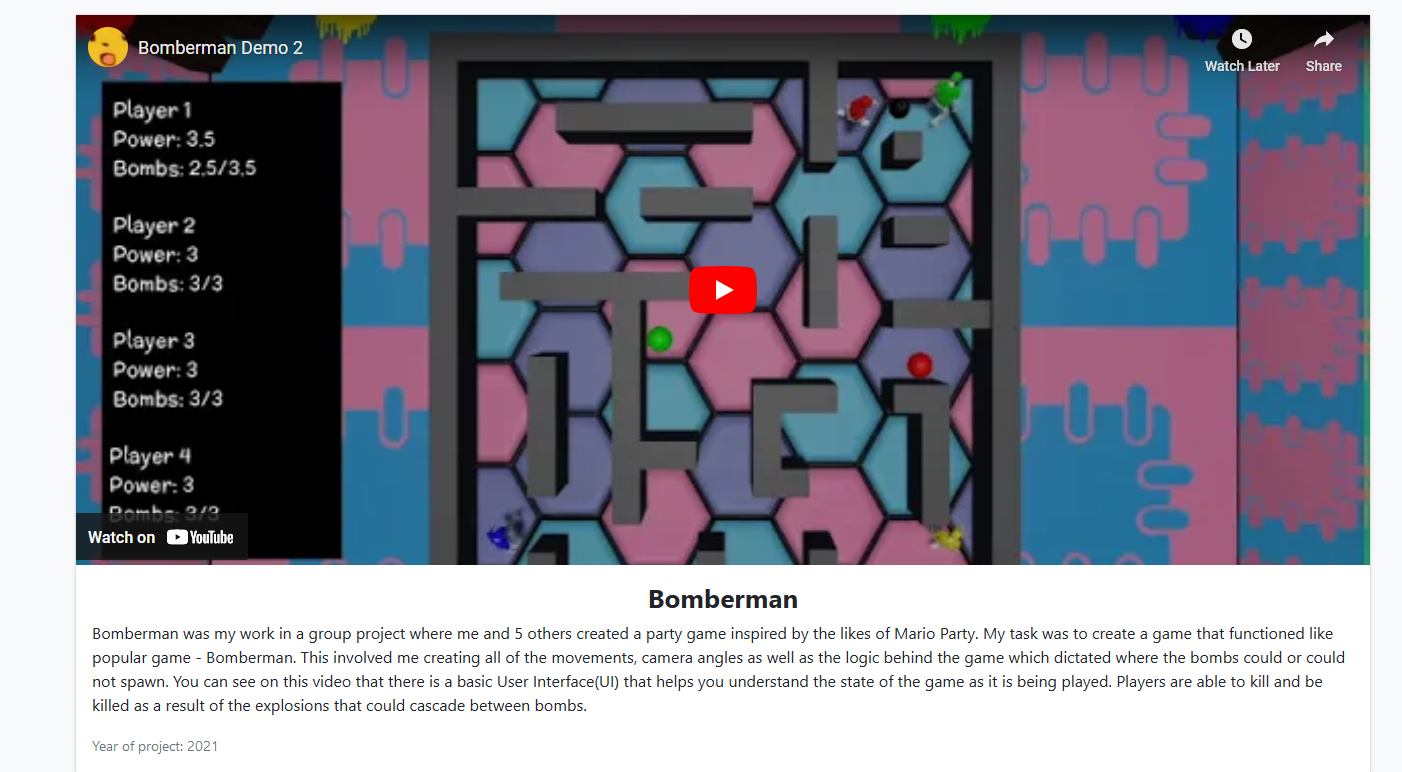 Bomberman Demo 2
Watch Later
Share
Player 1
Power: 3.5
Bombs: 2.5/3.5
Player 2
Power: 3
Bombs: 3/3
Player 3
Power: 3
Bombs: 3/3
Player 4
Power: 3
Bombs: 3/3
Watch on YouTube
Bomberman
Bomberman was my work in a group project where me and 5 others created a party game inspired by the likes of Mario Party. My task was to create a game that functioned like
popular game - Bomberman. This involved me creating all of the movements, camera angles as well as the logic behind the game which dictated where the bombs could or could
not spawn. You can see on this video that there is a basic User Interface(UI) that helps you understand the state of the game as it is being played. Players are able to kill and be
killed as a result of the explosions that could cascade between bombs.
Year of project: 2021